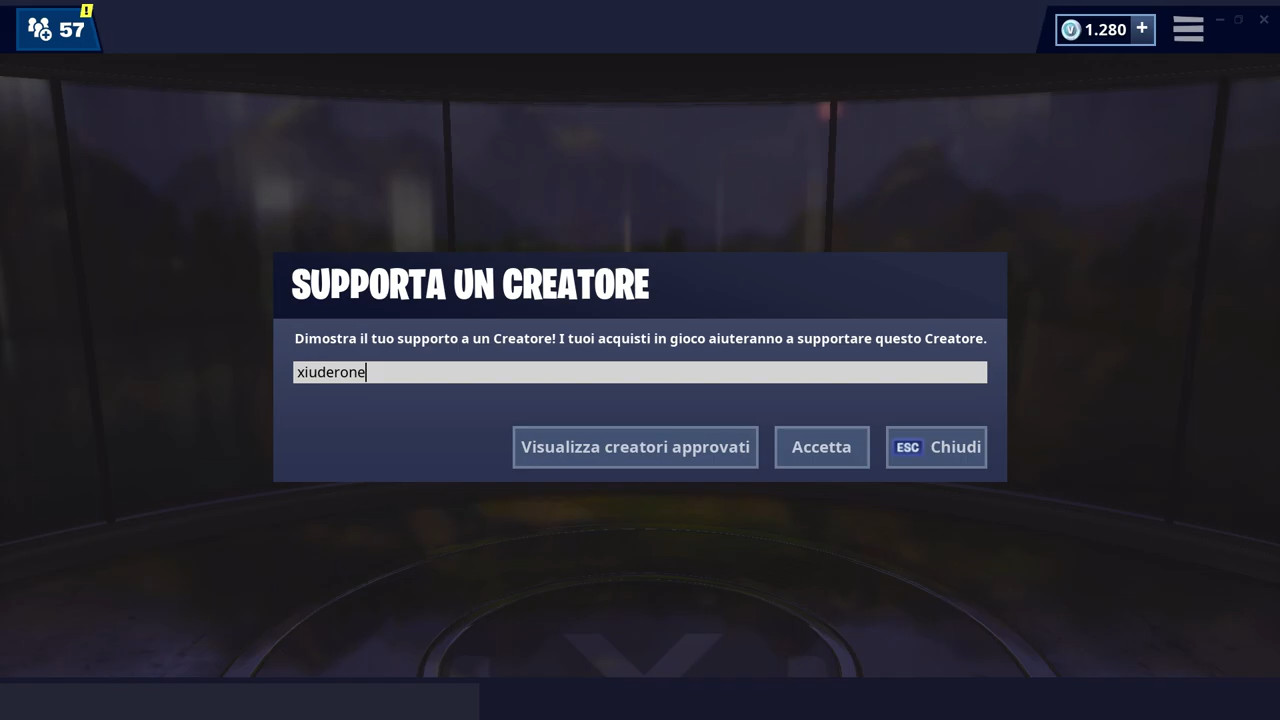 57
!
1.280 +
SUPPORTA UN CREATORE
Dimostra il tuo supporto a un Creatore! I tuoi acquisti in gioco aiuteranno a supportare questo Creatore.
xiuderone
Visualizza creatori approvati
Accetta
ESC Chiudi